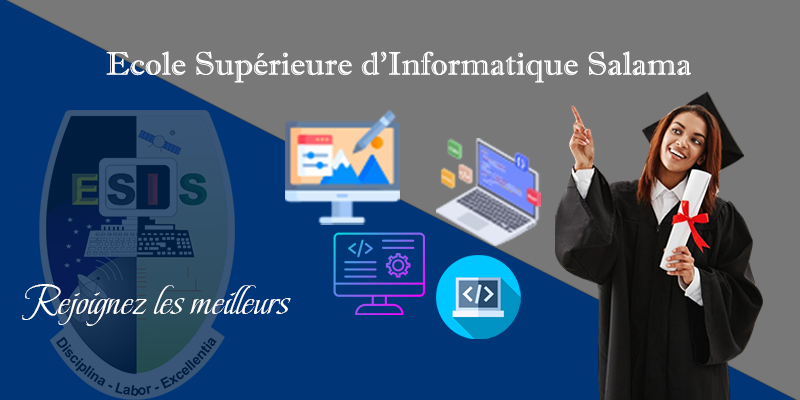 Ecole Supérieure d'Informatique Salama
ESIS
</>
Rejoignez les meilleurs
Disciplina - Labor - Excellentia